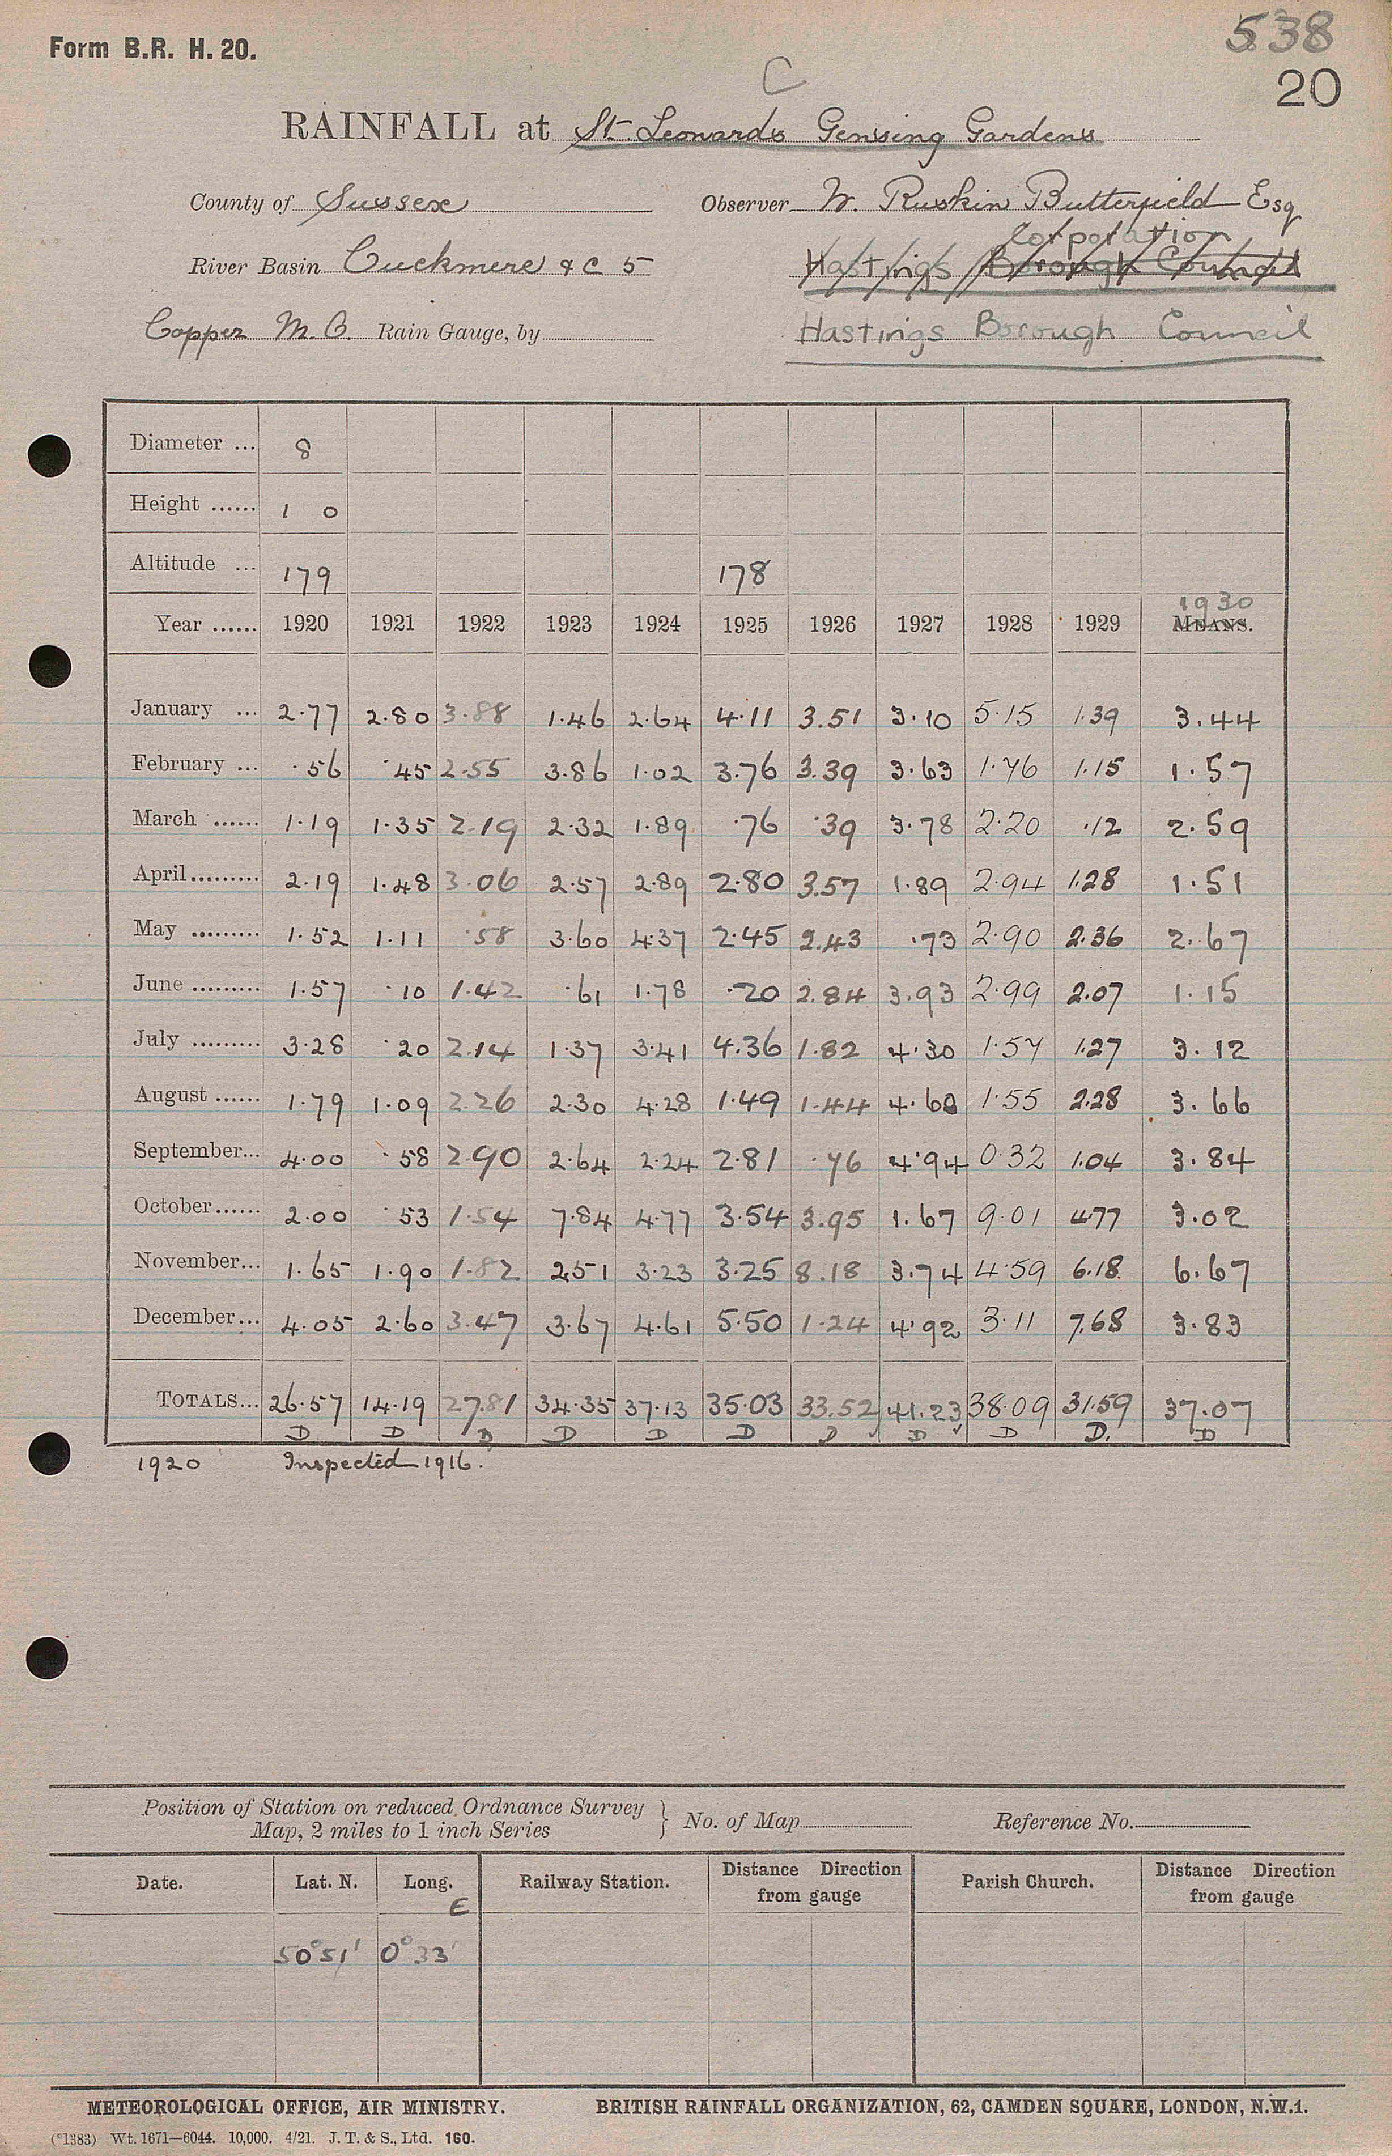 538
Form B.R. H. 20.
20
C
RAINFALL at St Leonards Gensing Gardens
County of Sussex Observer W. Ruskin Butterfield Esq
Corporation
River Basin Cuckmere &c 5 Hastings Borough Council
Copper M.O. Rain Gauge, by Hastings Borough Council
Diameter ... 8
Height ...... 1 0
Altitude ... 179 178
1930
Year ...... 1920 1921 1922 1923 1924 1925 1926 1927 1928 1929 MEANS.
January ... 2.77 2.80 3.88 1.46 2.64 4.11 3.51 3.10 5.15 1.39 3.44
February ... .56 .45 2.55 3.86 1.02 3.76 3.39 3.63 1.76 1.15 1.57
March ...... 1.19 1.35 2.19 2.32 1.89 .76 .39 3.78 2.20 .12 2.59
April......... 2.19 1.48 3.06 2.57 2.89 2.80 3.57 1.89 2.94 1.28 1.51
May ......... 1.52 1.11 .58 3.60 4.37 2.45 2.43 .73 2.90 2.36 2.67
June ......... 1.57 .10 1.42 .61 1.78 .20 2.84 3.93 2.99 2.07 1.15
July ......... 3.28 .20 2.14 1.37 3.41 4.36 1.82 4.30 1.57 1.27 3.12
August ...... 1.79 1.09 2.26 2.30 4.28 1.49 1.44 4.60 1.55 2.28 3.66
September... 4.00 .58 2.90 2.64 2.24 2.81 .76 4.94 0.32 1.04 3.84
October...... 2.00 .53 1.54 7.84 4.77 3.54 3.95 1.67 9.01 4.77 3.02
November... 1.65 1.90 1.82 2.51 3.23 3.25 8.18 3.74 4.59 6.18 6.67
December... 4.05 2.60 3.47 3.67 4.61 5.50 1.24 4.92 3.11 7.68 3.83
TOTALS... 26.57 14.19 27.81 34.35 37.13 35.03 33.52 41.23 38.09 31.59 37.07
D D D D D D D D D D. D
1920 Inspected 1916.
Position of Station on reduced Ordnance Survey
Map, 2 miles to 1 inch Series } No. of Map Reference No.
Date. Lat. N. Long. E Railway Station. Distance Direction from gauge Parish Church. Distance Direction from gauge
50° 51' 0° 33'
METEOROLOGICAL OFFICE, AIR MINISTRY. BRITISH RAINFALL ORGANIZATION, 62, CAMDEN SQUARE, LONDON, N.W.1.
(*1383) Wt. 1671—6044. 10,000. 4/21. J. T. & S., Ltd. 160.